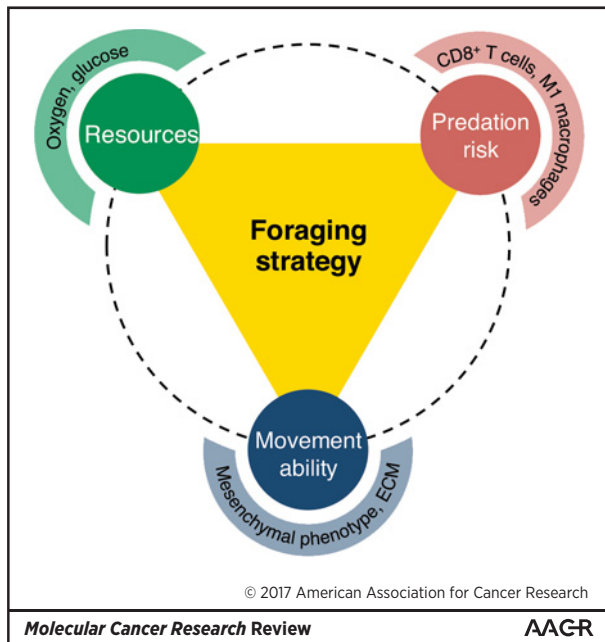 Oxygen, glucose
Resources
CD8⁺ T cells, M1 macrophages
Predation
risk
Foraging
strategy
Movement
ability
Mesenchymal phenotype, ECM
© 2017 American Association for Cancer Research
Molecular Cancer Research Review
AACR